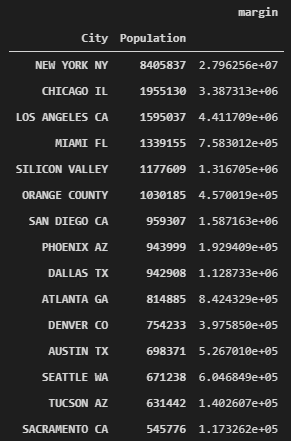 margin
City Population
NEW YORK NY 8405837 2.796256e+07
CHICAGO IL 1955130 3.387313e+06
LOS ANGELES CA 1595037 4.411709e+06
MIAMI FL 1339155 7.583012e+05
SILICON VALLEY 1177609 1.316705e+06
ORANGE COUNTY 1030185 4.570019e+05
SAN DIEGO CA 959307 1.587163e+06
PHOENIX AZ 943999 1.929409e+05
DALLAS TX 942908 1.128733e+06
ATLANTA GA 814885 8.424329e+05
DENVER CO 754233 3.975850e+05
AUSTIN TX 698371 5.267010e+05
SEATTLE WA 671238 6.046849e+05
TUCSON AZ 631442 1.402607e+05
SACRAMENTO CA 545776 1.173262e+05